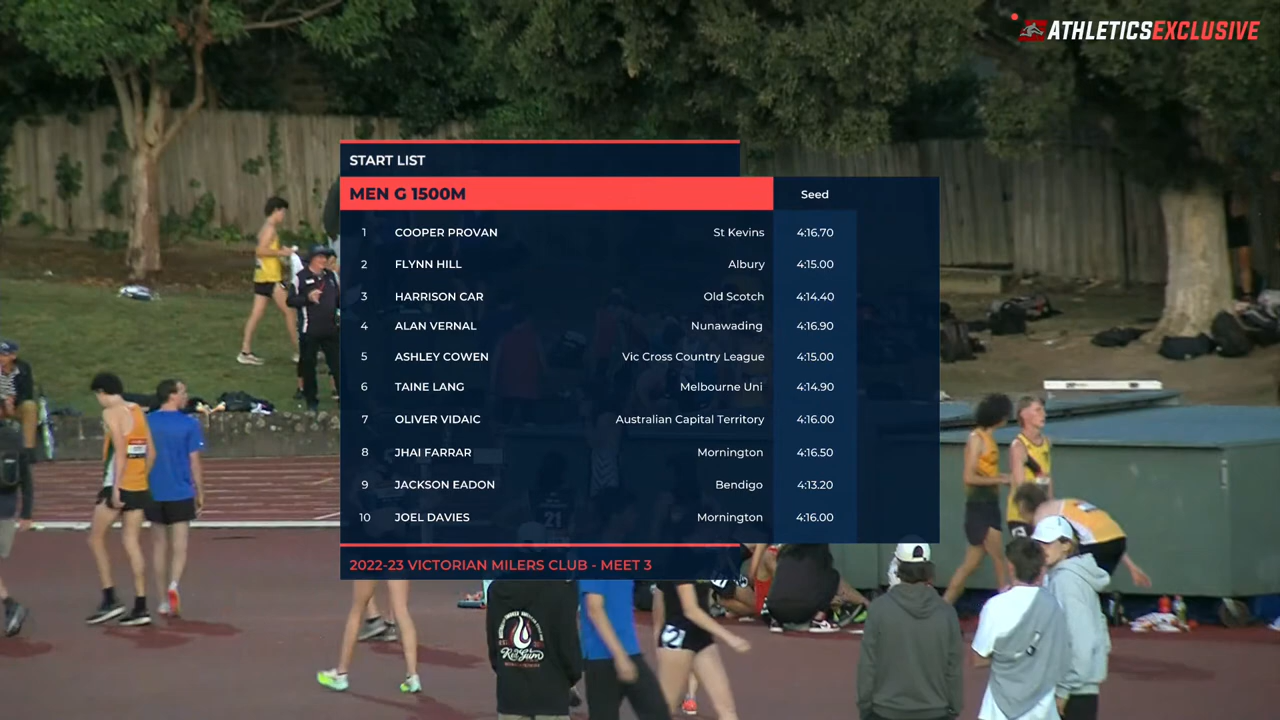 ATHLETICSEXCLUSIVE
START LIST
MEN G 1500M Seed
1 COOPER PROVAN St Kevins 4:16.70
2 FLYNN HILL Albury 4:15.00
3 HARRISON CAR Old Scotch 4:14.40
4 ALAN VERNAL Nunawading 4:16.90
5 ASHLEY COWEN Vic Cross Country League 4:15.00
6 TAINE LANG Melbourne Uni 4:14.90
7 OLIVER VIDAIC Australian Capital Territory 4:16.00
8 JHAI FARRAR Mornington 4:16.50
9 JACKSON EADON Bendigo 4:13.20
10 JOEL DAVIES Mornington 4:16.00
21
2022-23 VICTORIAN MILERS CLUB - MEET 3
Red Gum
27